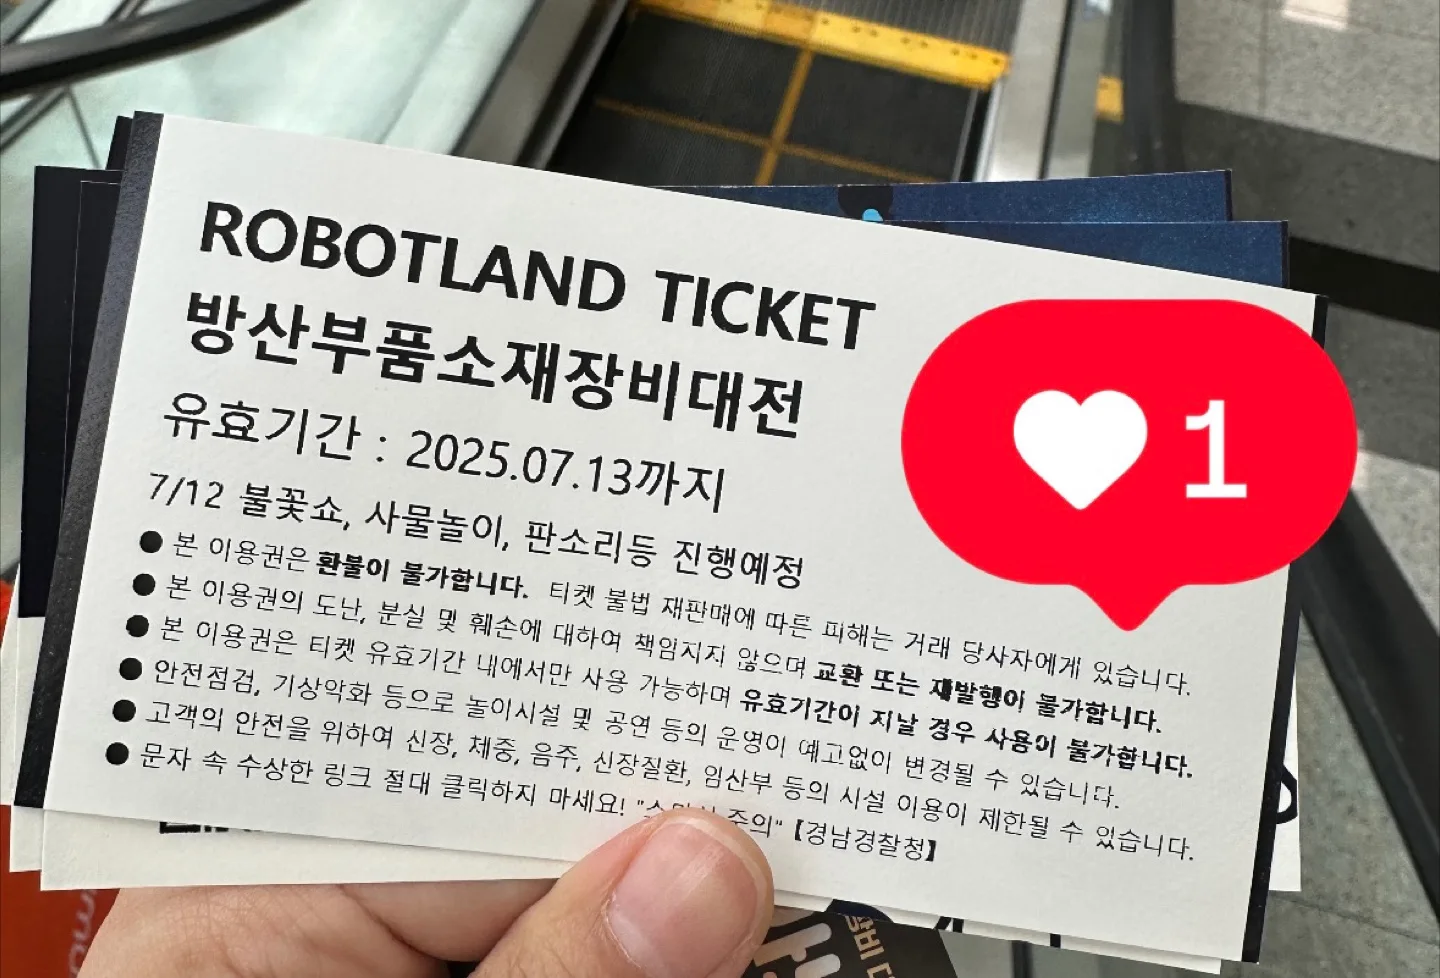 ROBOTLAND TICKET
방산부품소재장비대전
유효기간 : 2025.07.13까지
7/12 불꽃쇼, 사물놀이, 판소리등 진행예정
● 본 이용권은 환불이 불가합니다. 티켓 불법 재판매에 따른 피해는 거래 당사자에게 있습니다.
● 본 이용권의 도난, 분실 및 훼손에 대하여 책임지지 않으며 교환 또는 재발행이 불가합니다.
● 본 이용권은 티켓 유효기간 내에서만 사용 가능하며 유효기간이 지날 경우 사용이 불가합니다.
● 안전점검, 기상악화 등으로 놀이시설 및 공연 등의 운영이 예고없이 변경될 수 있습니다.
● 고객의 안전을 위하여 신장, 체중, 음주, 신장질환, 임산부 등의 시설 이용이 제한될 수 있습니다.
● 문자 속 수상한 링크 절대 클릭하지 마세요! 주의" 【경남경찰청】
1